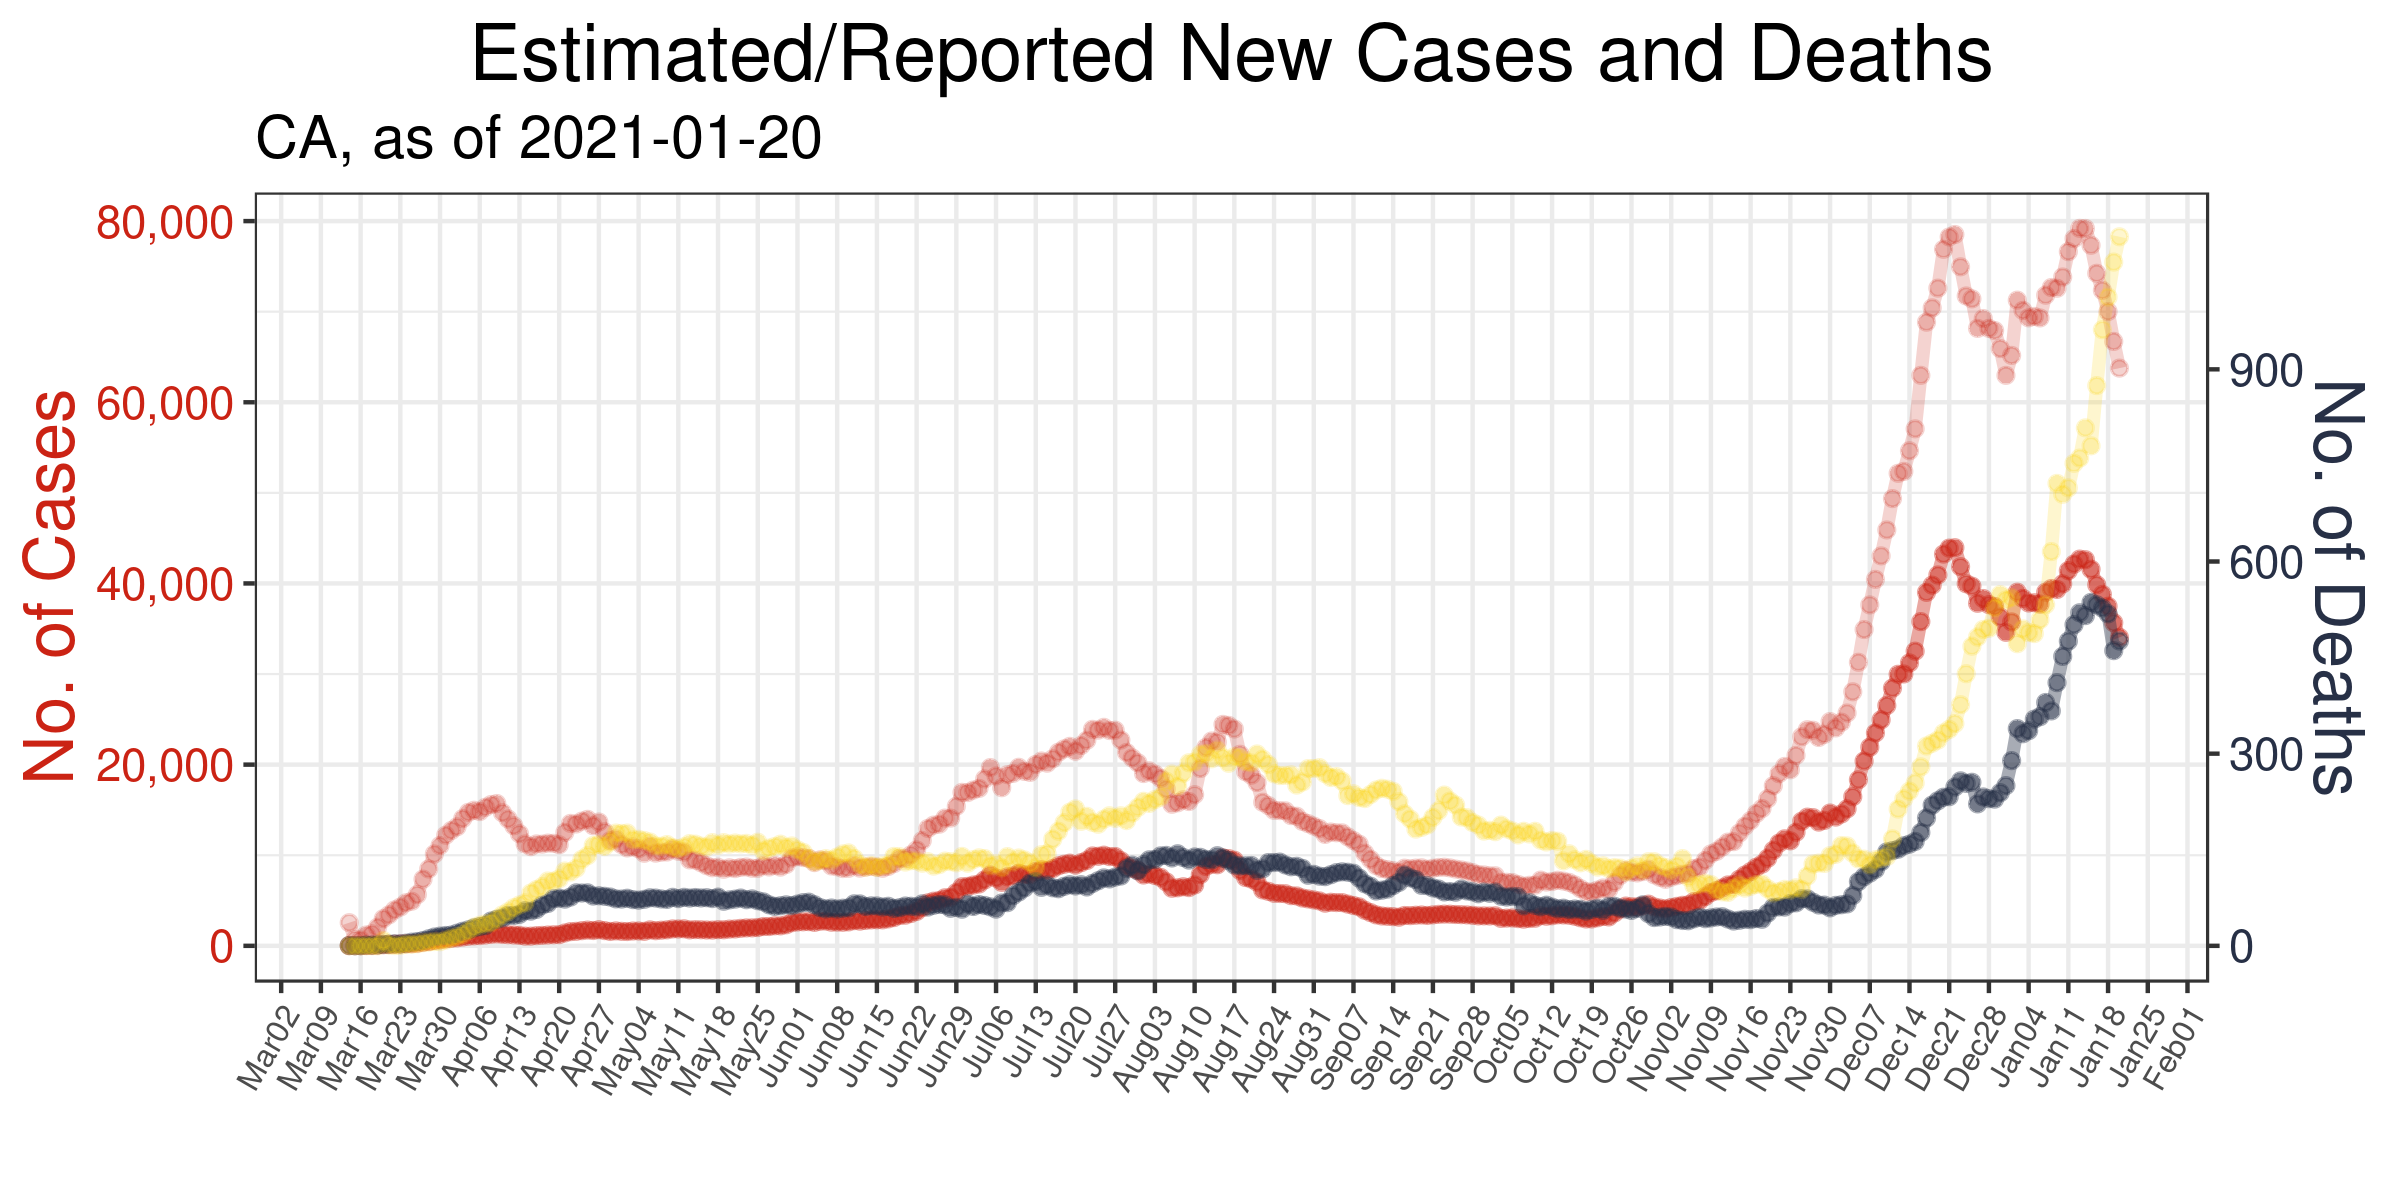 Estimated/Reported New Cases and Deaths
CA, as of 2021-01-20
No. of Cases
80,000
60,000
40,000
20,000
0
900
600
300
0
No. of Deaths
Mar02
Mar09
Mar16
Mar23
Mar30
Apr06
Apr13
Apr20
Apr27
May04
May11
May18
May25
Jun01
Jun08
Jun15
Jun22
Jun29
Jul06
Jul13
Jul20
Jul27
Aug03
Aug10
Aug17
Aug24
Aug31
Sep07
Sep14
Sep21
Sep28
Oct05
Oct12
Oct19
Oct26
Nov02
Nov09
Nov16
Nov23
Nov30
Dec07
Dec14
Dec21
Dec28
Jan04
Jan11
Jan18
Jan25
Feb01